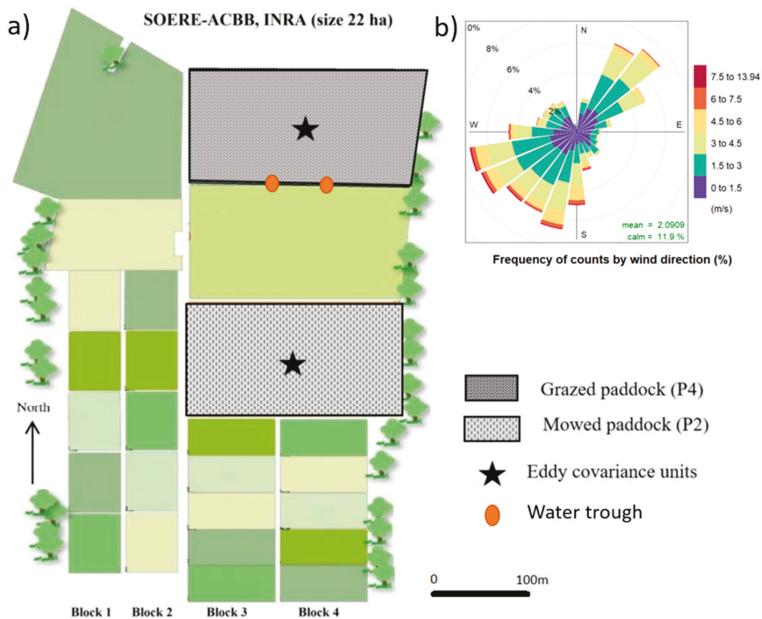 a)
SOERE-ACBB, INRA (size 22 ha)
North
Block 1
Block 2
Block 3
Block 4
b)
0%
8%
6%
4%
2%
N
W
E
S
mean = 2.0909
calm = 11.9 %
7.5 to 13.94
6 to 7.5
4.5 to 6
3 to 4.5
1.5 to 3
0 to 1.5
(m/s)
Frequency of counts by wind direction (%)
Grazed paddock (P4)
Mowed paddock (P2)
Eddy covariance units
Water trough
0
100m